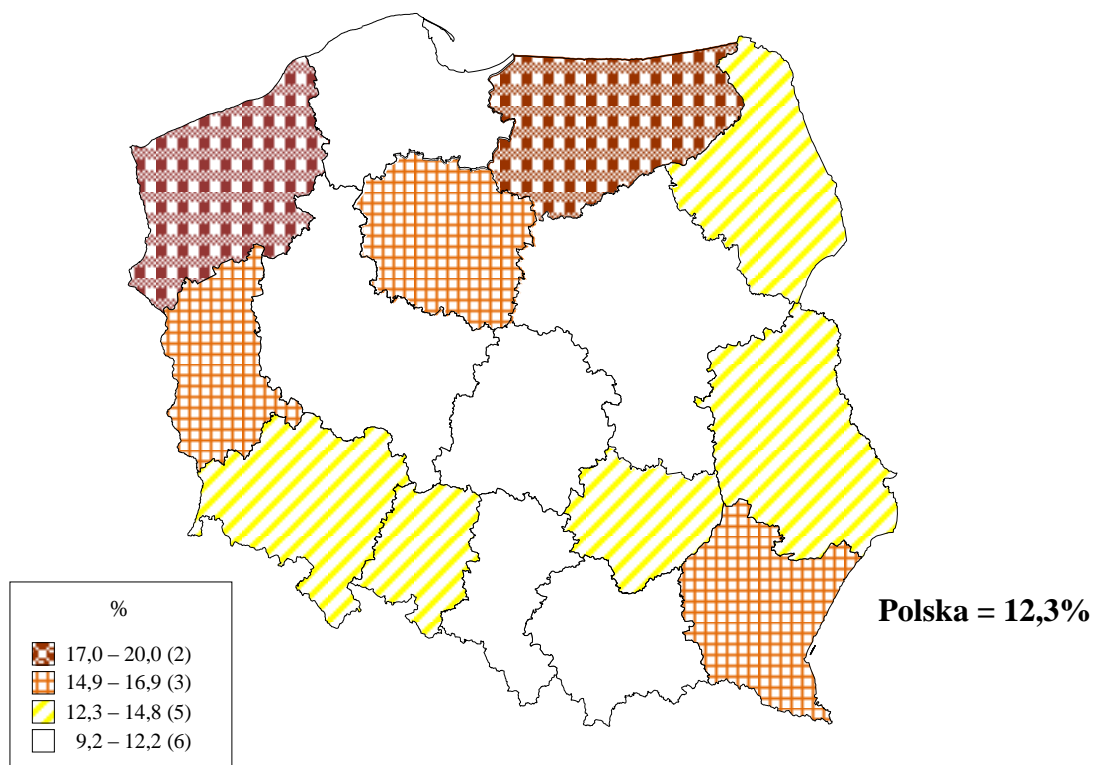 %
17,0 – 20,0 (2)
14,9 – 16,9 (3)
12,3 – 14,8 (5)
9,2 – 12,2 (6)
Polska = 12,3%